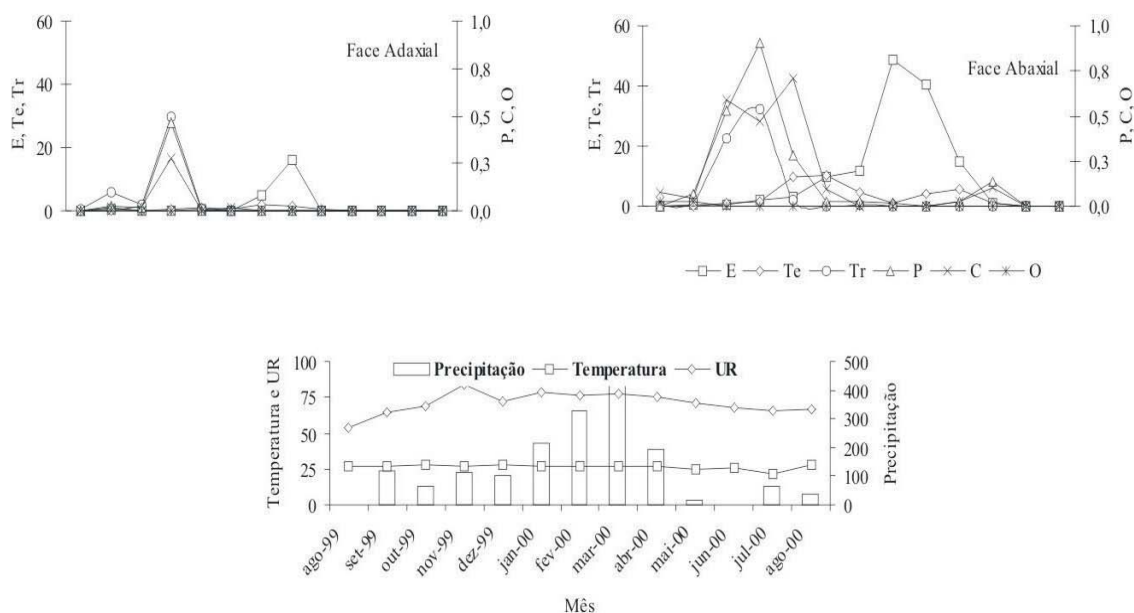 Face Adaxial
E, Te, Tr
60
40
20
0
P, C, O
1,0
0,8
0,5
0,3
0,0
Face Abaxial
E, Te, Tr
60
40
20
0
P, C, O
1,0
0,8
0,5
0,3
0,0
E Te Tr P C O
Precipitação Temperatura UR
Temperatura e UR
100
75
50
25
0
Precipitação
500
400
300
200
100
0
ago-99 set-99 out-99 nov-99 dez-99 jan-00 fev-00 mar-00 abr-00 mai-00 jun-00 jul-00 ago-00
Mês